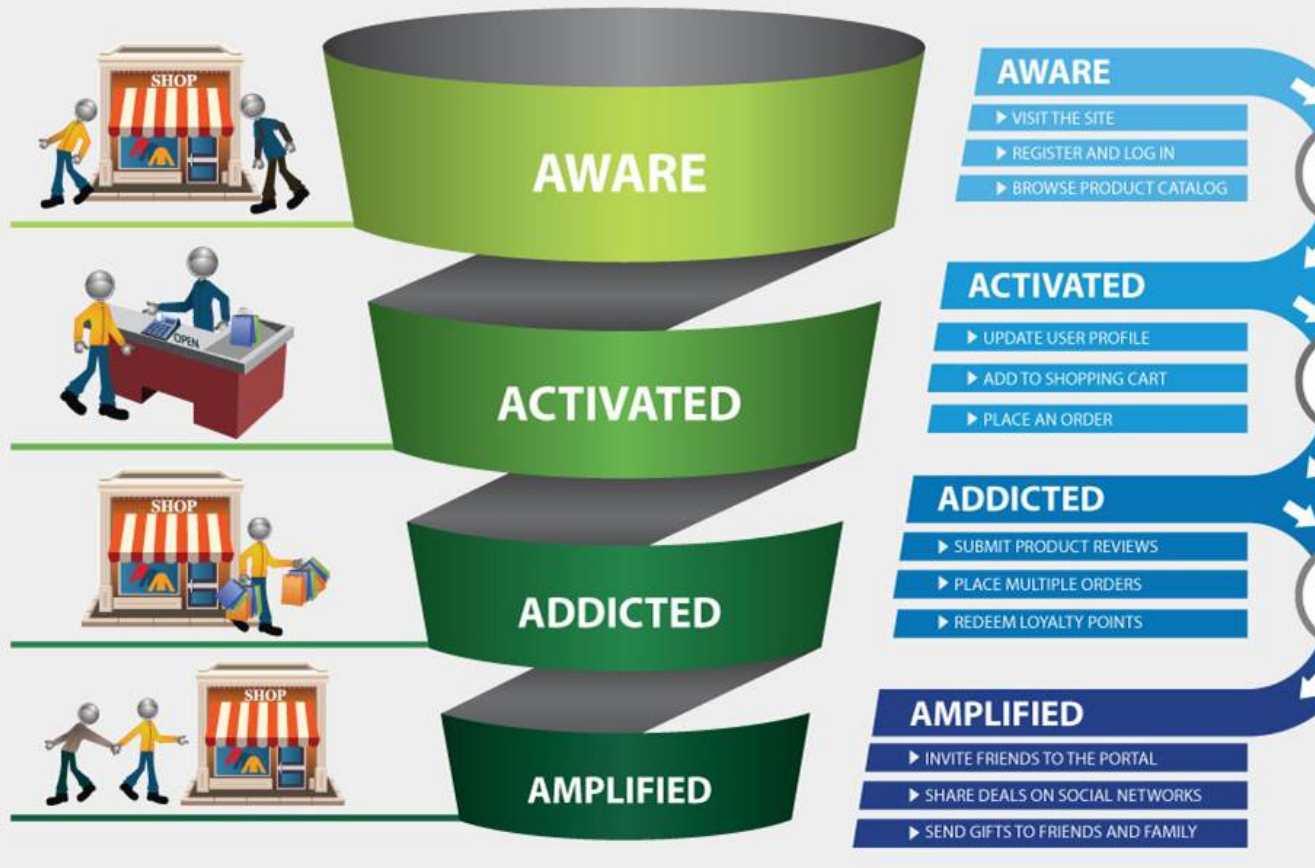 SHOP
AWARE
OPEN
ACTIVATED
SHOP
ADDICTED
SHOP
AMPLIFIED
AWARE
VISIT THE SITE
REGISTER AND LOG IN
BROWSE PRODUCT CATALOG
ACTIVATED
UPDATE USER PROFILE
ADD TO SHOPPING CART
PLACE AN ORDER
ADDICTED
SUBMIT PRODUCT REVIEWS
PLACE MULTIPLE ORDERS
REDEEM LOYALTY POINTS
AMPLIFIED
INVITE FRIENDS TO THE PORTAL
SHARE DEALS ON SOCIAL NETWORKS
SEND GIFTS TO FRIENDS AND FAMILY